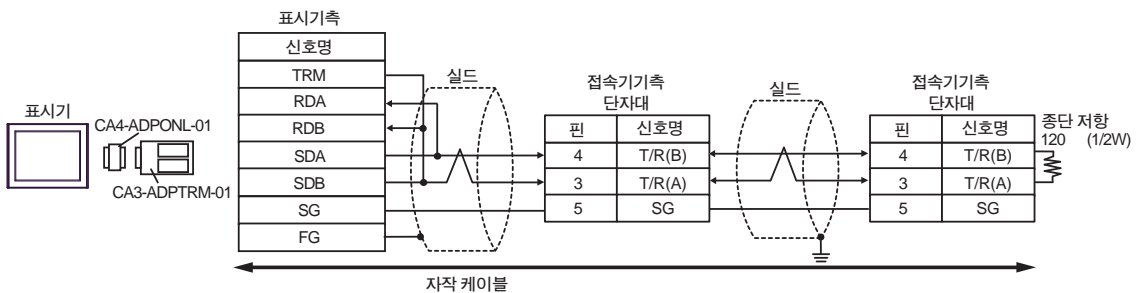 표시기측
신호명
TRM
RDA
RDB
SDA
SDB
SG
FG
표시기
CA4-ADPONL-01
CA3-ADPTRM-01
실드
접속기기측
단자대
핀 신호명
4 T/R(B)
3 T/R(A)
5 SG
실드
접속기기측
단자대
핀 신호명
4 T/R(B)
3 T/R(A)
5 SG
종단 저항
120 (1/2W)
자작 케이블